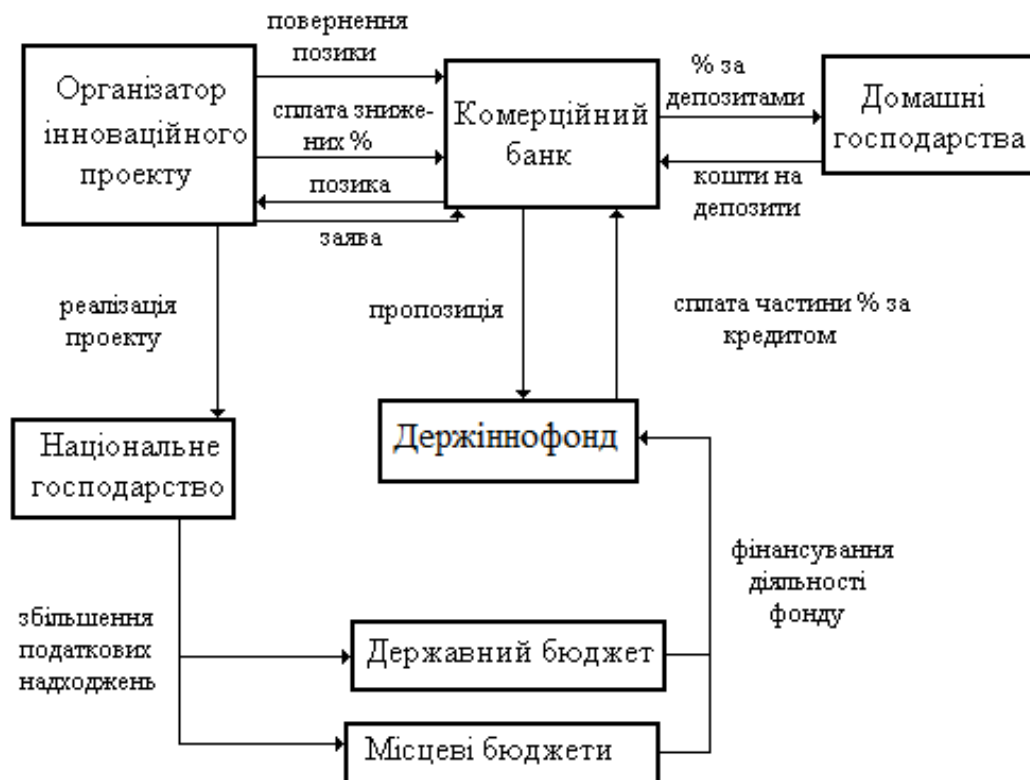 повернення
позики
Організатор
інноваційного
проекту
сплата зниже-
них %
позика
заява
Комерційний
банк
% за
депозитами
кошти на
депозити
Домашні
господарства
реалізація
проекту
пропозиція
сплата частини % за
кредитом
Національне
господарство
Держіннофонд
збільшення
податкових
надходжень
фінансування
діяльності
фонду
Державний бюджет
Місцеві бюджети